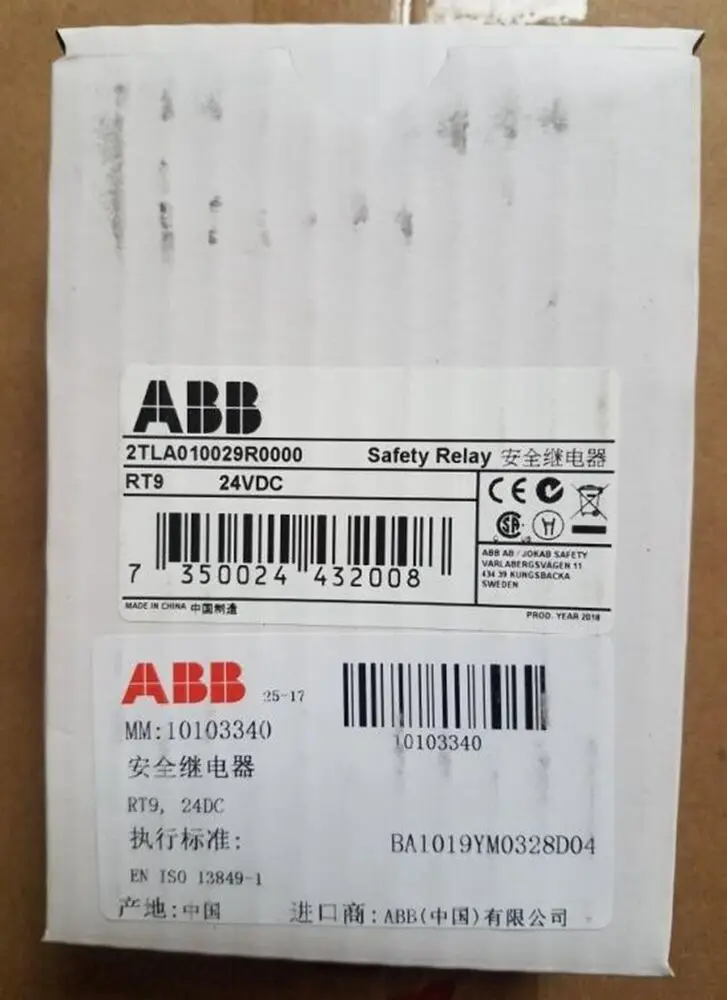 ABB
2TLA010029R0000 Safety Relay 安全继电器
RT9 24VDC
7 350024 432008
ABB AB / JOKAB SAFETY
VARLABERGSVÄGEN 11
434 39 KUNGSBACKA
SWEDEN
MADE IN CHINA 中国制造
PROD. YEAR 2018
ABB 25-17
MM:10103340
10103340
安全继电器
RT9, 24DC
执行标准:
BA1019YM0328D04
EN ISO 13849-1
产地:中国 进口商:ABB(中国)有限公司